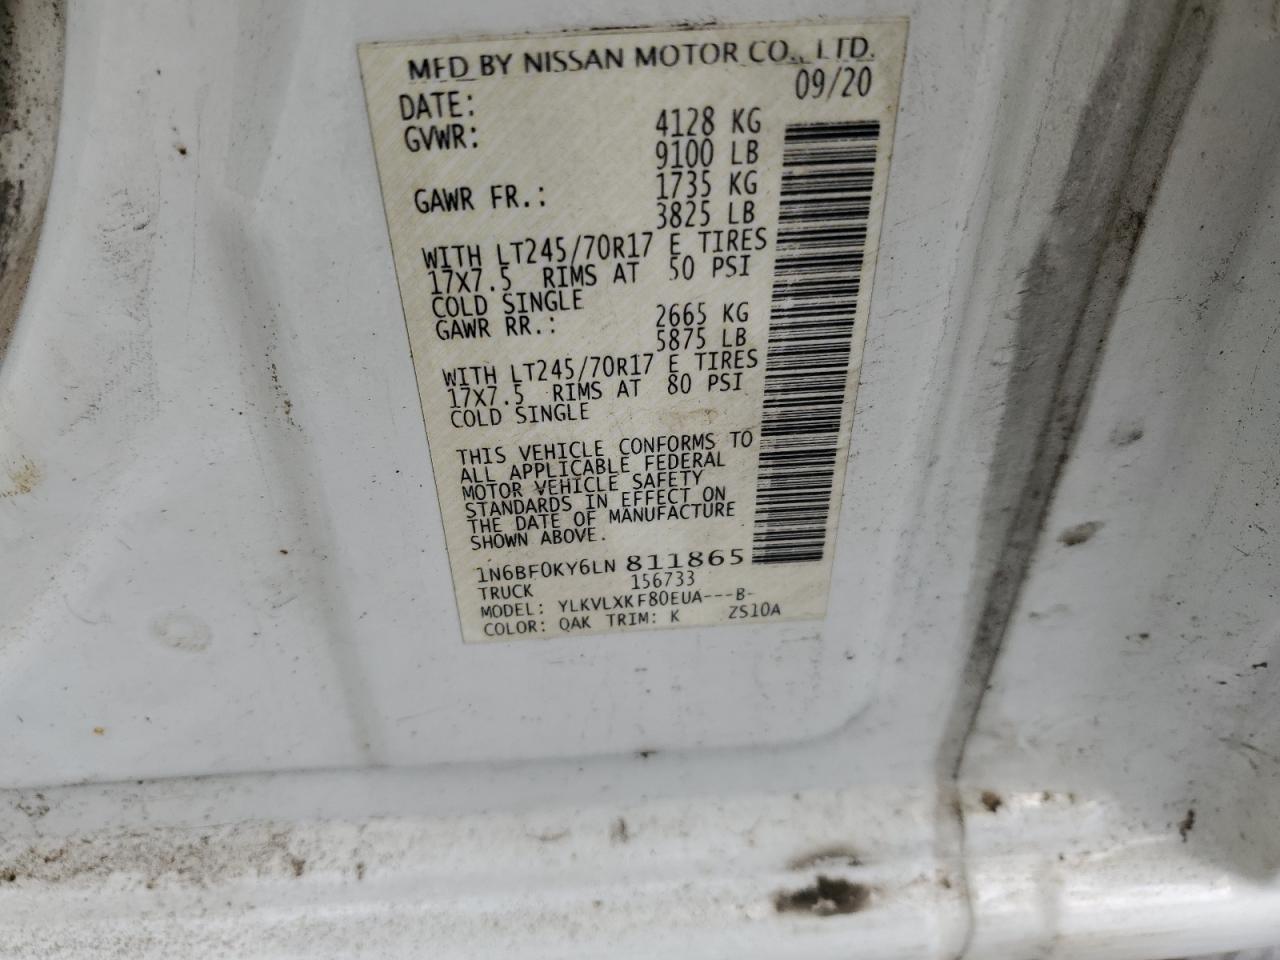 MFD BY NISSAN MOTOR CO., LTD.
DATE: 09/20
GVWR: 4128 KG
9100 LB
GAWR FR.: 1735 KG
3825 LB
WITH LT245/70R17 E TIRES
17X7.5 RIMS AT 50 PSI
COLD SINGLE
GAWR RR.: 2665 KG
5875 LB
WITH LT245/70R17 E TIRES
17X7.5 RIMS AT 80 PSI
COLD SINGLE
THIS VEHICLE CONFORMS TO
ALL APPLICABLE FEDERAL
MOTOR VEHICLE SAFETY
STANDARDS IN EFFECT ON
THE DATE OF MANUFACTURE
SHOWN ABOVE.
1N6BF0KY6LN 811865
TRUCK 156733
MODEL: YLKVLXKF80EUA---B-
COLOR: QAK TRIM: K ZS10A